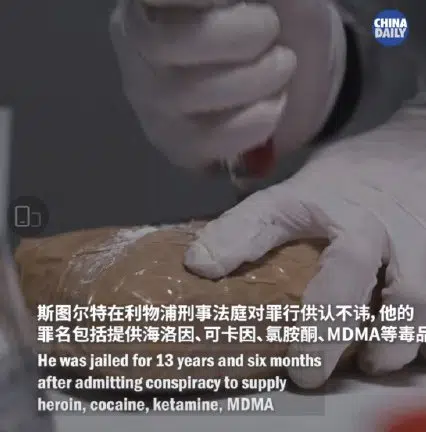 CHINA
DAILY
斯图尔特在利物浦刑事法庭对罪行供认不讳,他的
罪名包括提供海洛因、可卡因、氯胺酮、MDMA等毒品
He was jailed for 13 years and six months
after admitting conspiracy to supply
heroin, cocaine, ketamine, MDMA